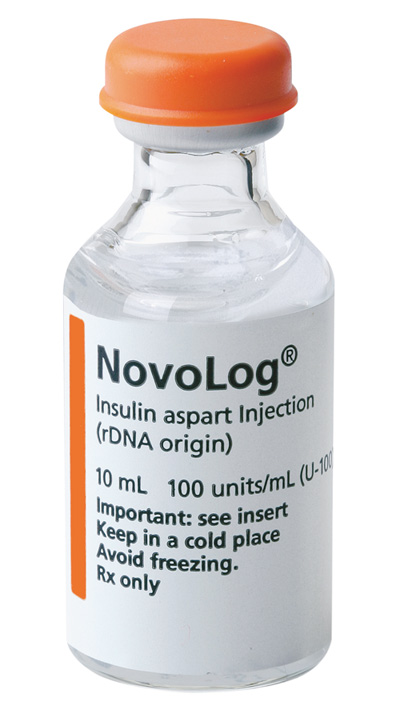 NovoLog®
Insulin aspart Injection
(rDNA origin)
10 mL 100 units/mL (U-100
Important: see insert
Keep in a cold place
Avoid freezing.
Rx only